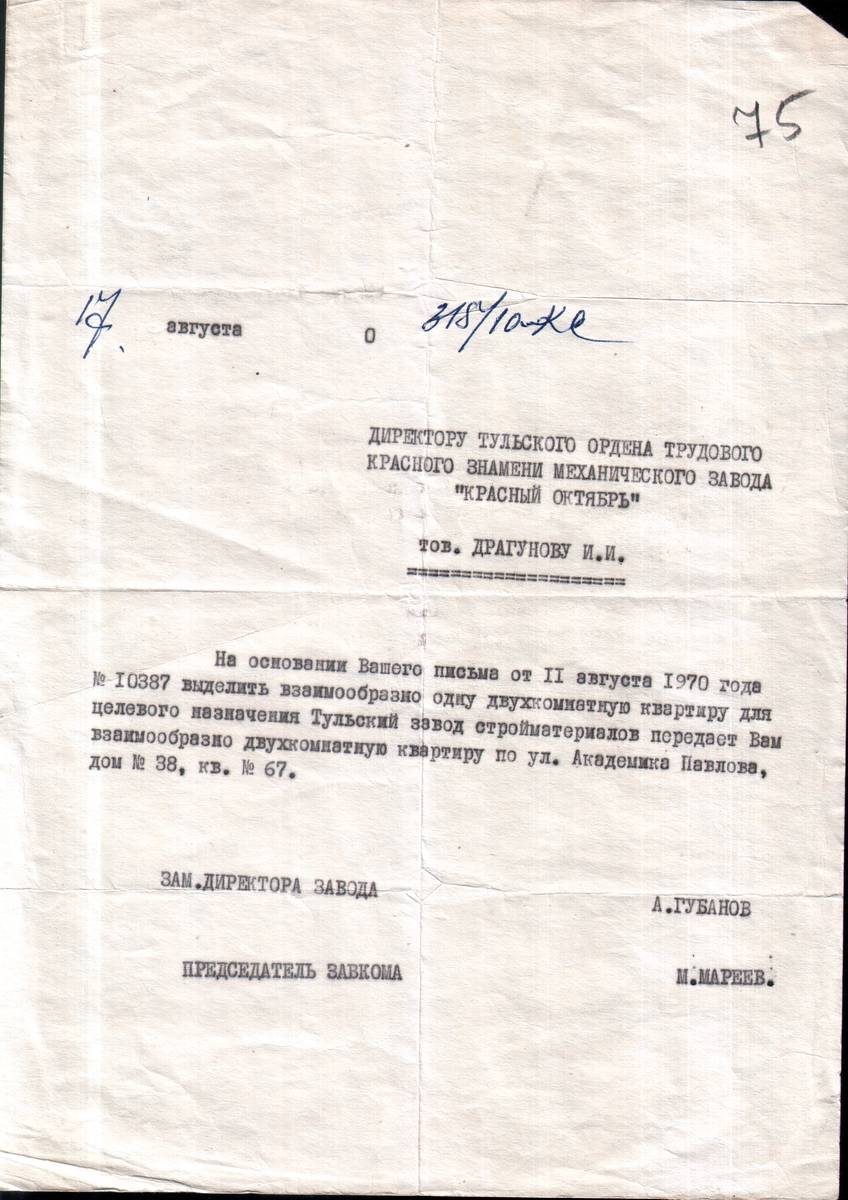 75
17 августа 0 318/10-КС
ДИРЕКТОРУ ТУЛЬСКОГО ОРДЕНА ТРУДОВОГО
КРАСНОГО ЗНАМЕНИ МЕХАНИЧЕСКОГО ЗАВОДА
"КРАСНЫЙ ОКТЯБРЬ"
тов. ДРАГУНОВУ И.И.
====================
На основании Вашего письма от II августа I970 года
№ I0387 выделить взаимообразно одну двухкомнатную квартиру для
целевого назначения Тульский завод стройматериалов передает Вам
взаимообразно двухкомнатную квартиру по ул. Академика Павлова,
дом № 38, кв. № 67.
ЗАМ.ДИРЕКТОРА ЗАВОДА А.ГУБАНОВ
ПРЕДСЕДАТЕЛЬ ЗАВКОМА М.МАРЕЕВ.